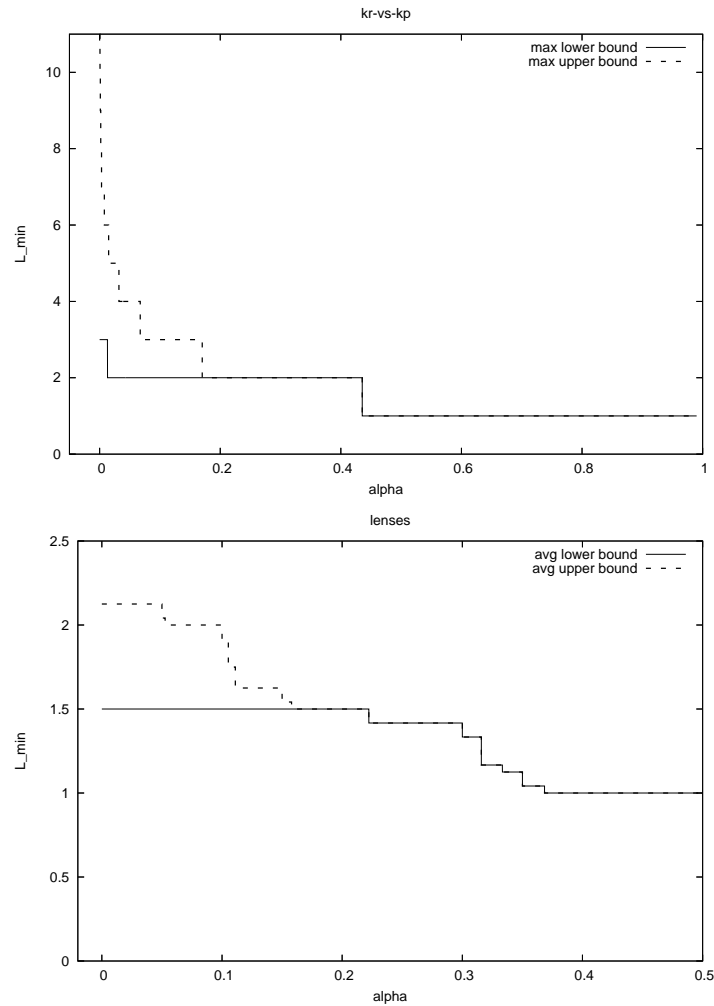 kr-vs-kp
max lower bound
max upper bound
10
8
6
4
2
0
L_min
0 0.2 0.4 0.6 0.8 1
alpha
lenses
avg lower bound
avg upper bound
2.5
2
1.5
1
0.5
0
L_min
0 0.1 0.2 0.3 0.4 0.5
alpha